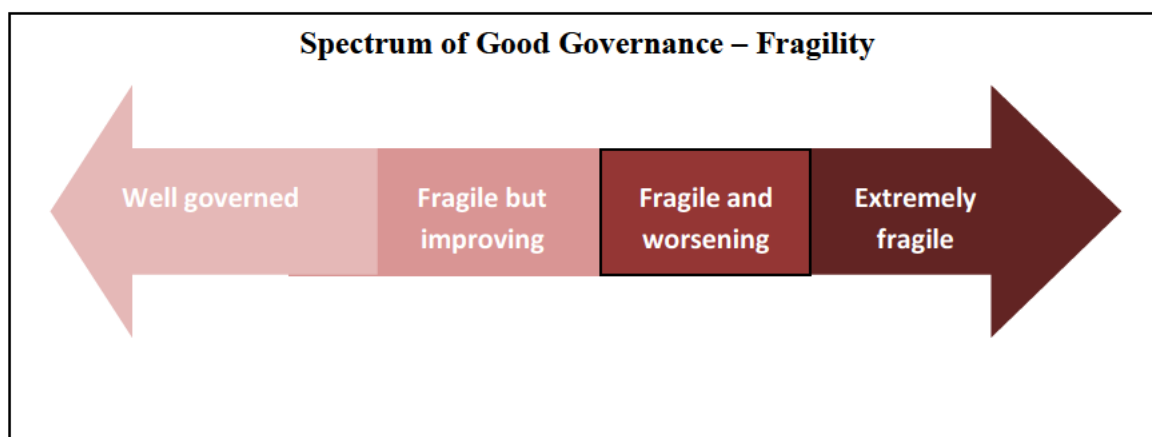 Spectrum of Good Governance – Fragility
Well governed
Fragile but
improving
Fragile and
worsening
Extremely
fragile